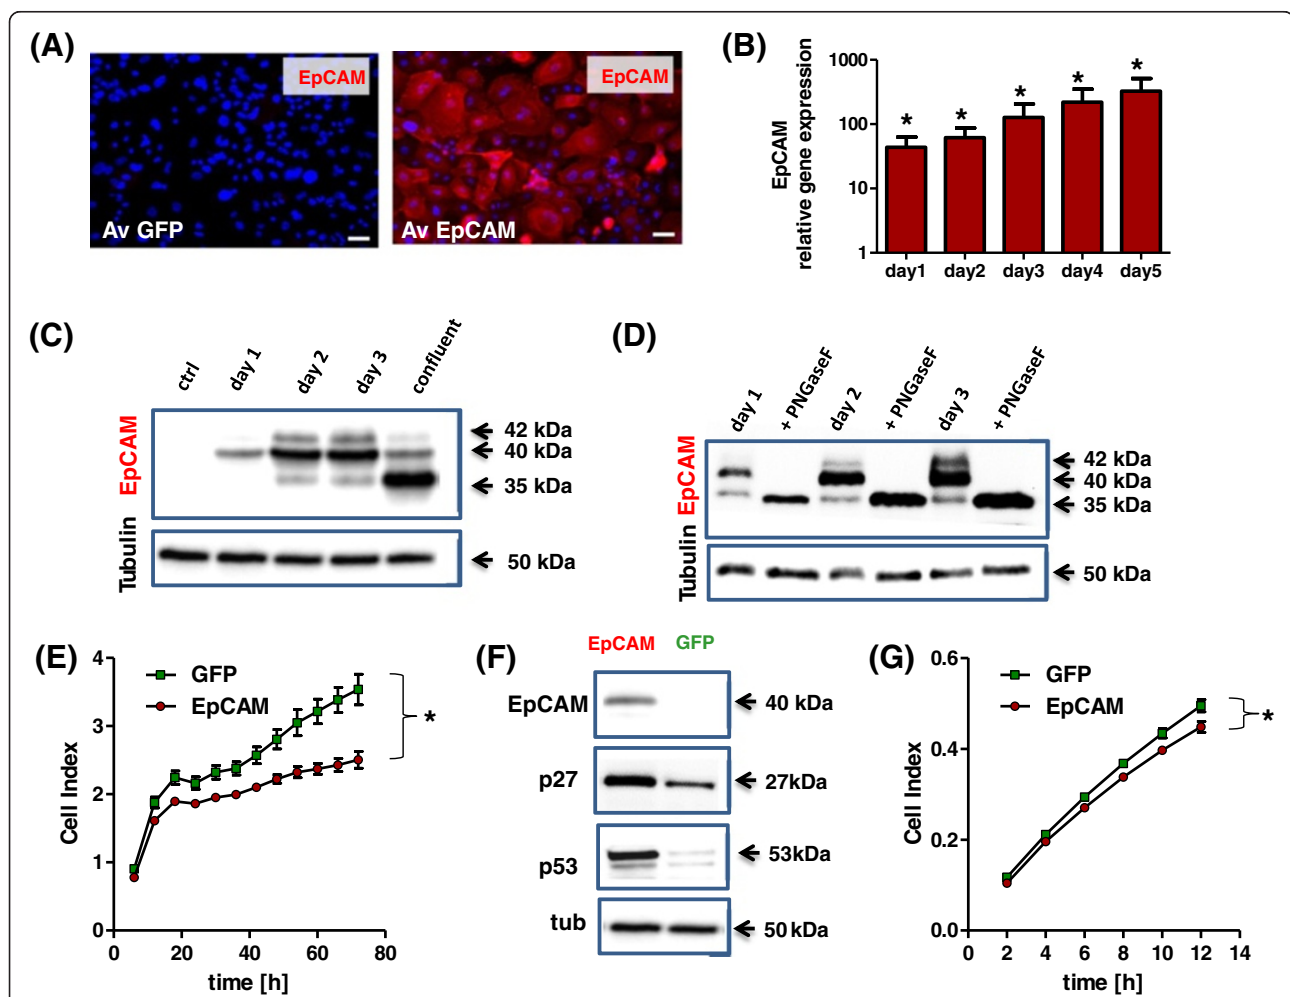 (A)
EpCAM
Av GFP
EpCAM
Av EpCAM
(B)
EpCAM
relative gene expression
1000
100
10
1
* * * * *
day1 day2 day3 day4 day5
(C)
ctrl day 1 day 2 day 3 confluent
EpCAM
42 kDa
40 kDa
35 kDa
Tubulin
50 kDa
(D)
day 1 + PNGaseF day 2 + PNGaseF day 3 + PNGaseF
EpCAM
42 kDa
40 kDa
35 kDa
Tubulin
50 kDa
(E)
Cell Index
4
3
2
1
0
GFP
EpCAM
*
0 20 40 60 80
time [h]
(F)
EpCAM GFP
EpCAM
40 kDa
p27
27kDa
p53
53kDa
tub
50 kDa
(G)
Cell Index
0.6
0.4
0.2
0.0
GFP
EpCAM
*
0 2 4 6 8 10 12 14
time [h]